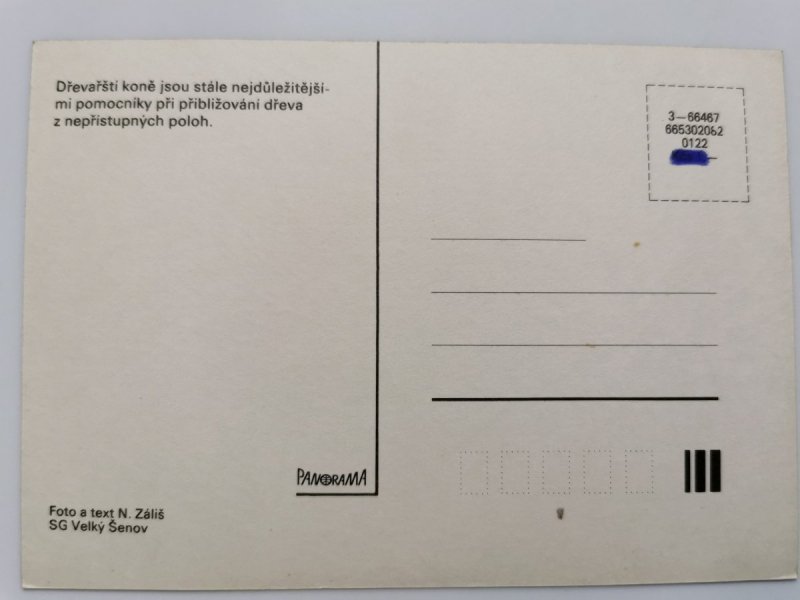 Dřevařští koně jsou stále nejdůležitější-
mi pomocníky při přibližování dřeva
z nepřístupných poloh.
3—66467
665302062
0122
PANORAMA
Foto a text N. Záliš
SG Velký Šenov